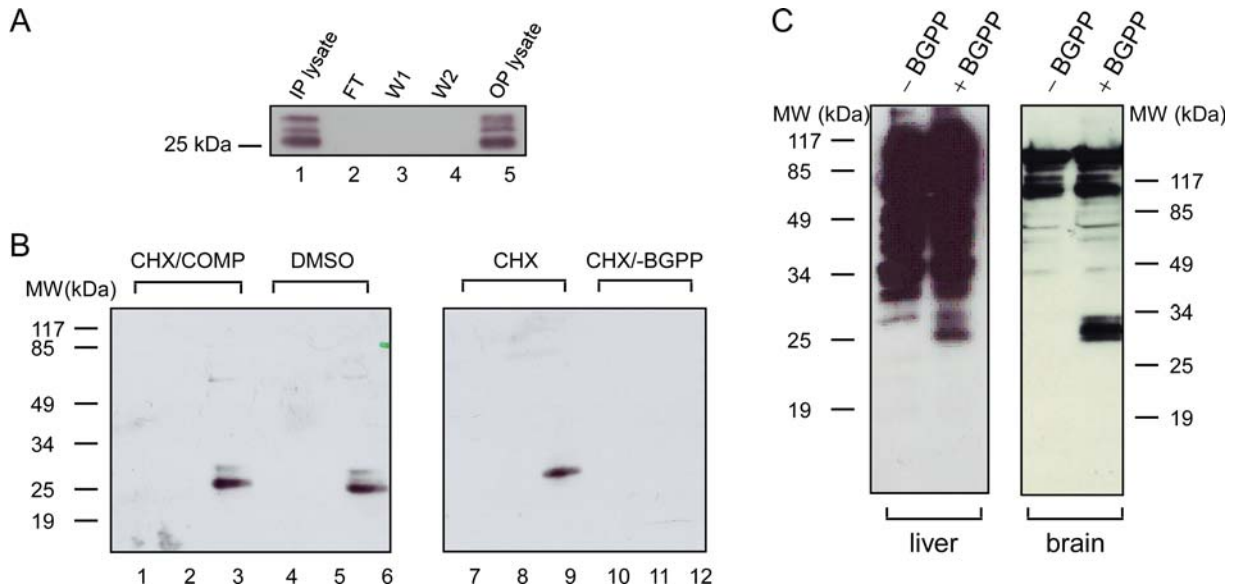 A
IP lysate FT W1 W2 OP lysate
25 kDa
1 2 3 4 5
B
CHX/COMP DMSO CHX CHX/-BGPP
MW(kDa)
117
85
49
34
25
19
1 2 3 4 5 6 7 8 9 10 11 12
C
– BGPP + BGPP – BGPP + BGPP
MW (kDa) MW (kDa)
117
85
49
34
25
19
117
85
49
34
25
19
liver brain